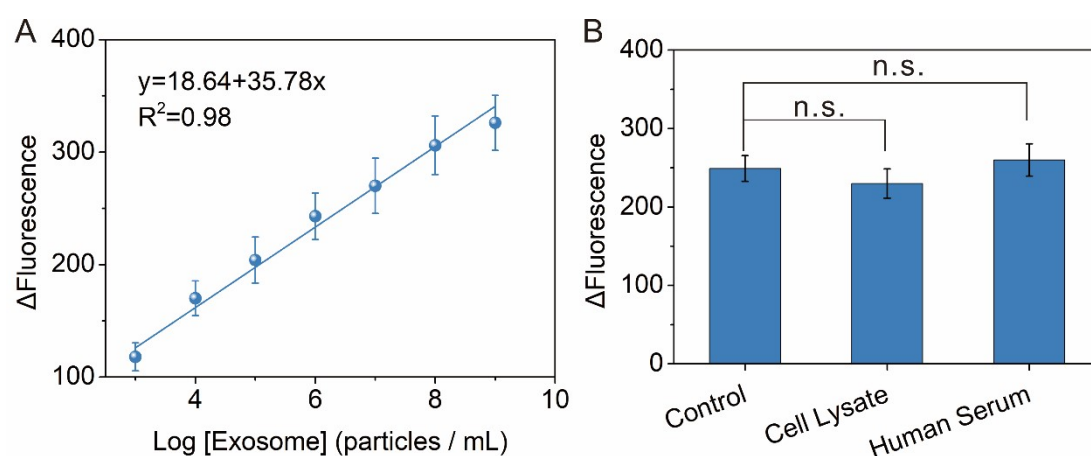 A
400
300
200
100
ΔFluorescence
y=18.64+35.78x
R²=0.98
4
6
8
10
Log [Exosome] (particles / mL)
B
400
300
200
100
0
ΔFluorescence
n.s.
n.s.
Control
Cell Lysate
Human Serum